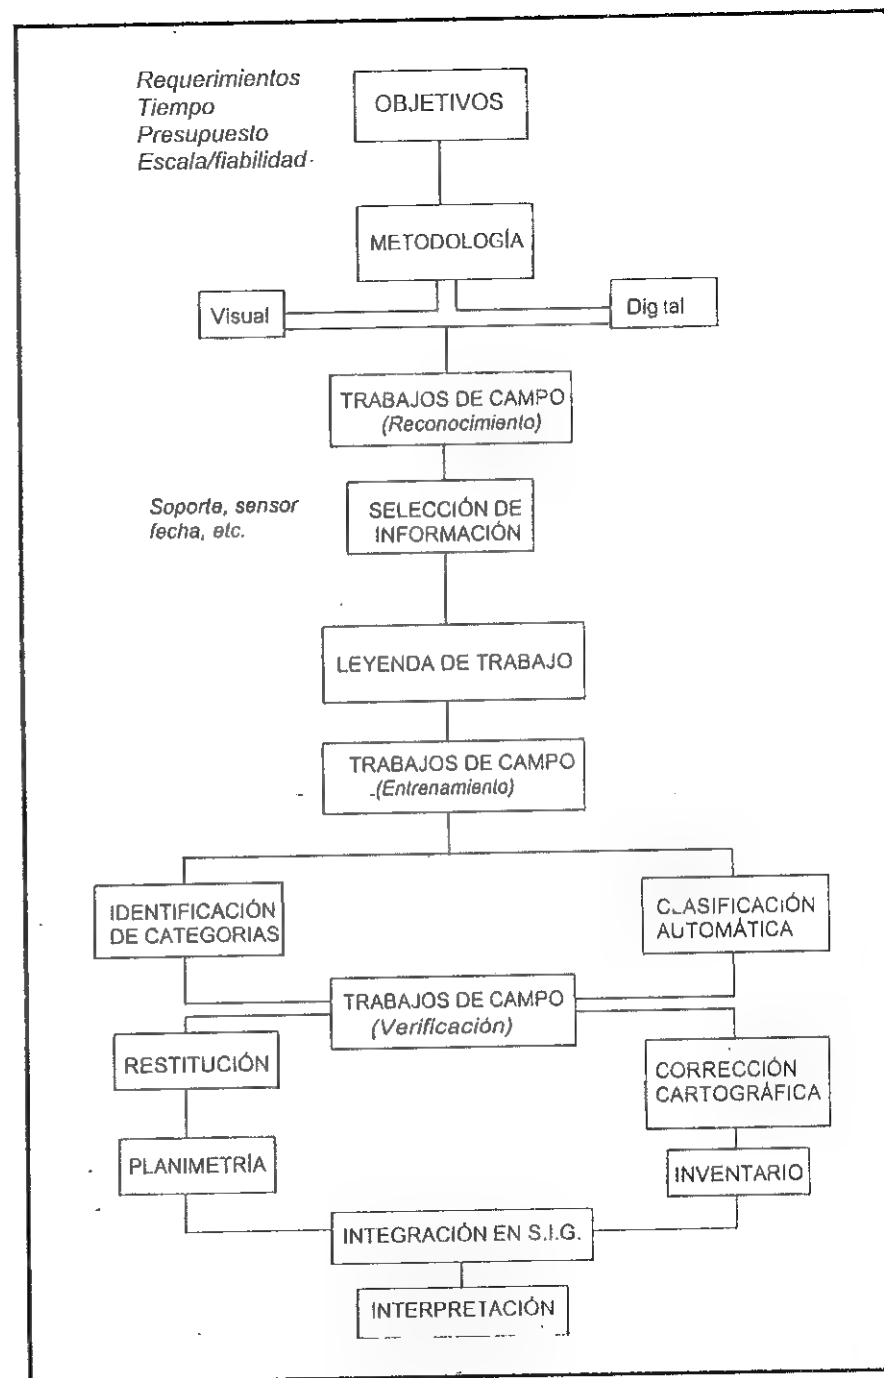 Requerimientos
Tiempo
Presupuesto
Escala/fiabilidad
OBJETIVOS
METODOLOGÍA
Visual
Digital
TRABAJOS DE CAMPO
(Reconocimiento)
Soporte, sensor
fecha, etc.
SELECCIÓN DE
INFORMACIÓN
LEYENDA DE TRABAJO
TRABAJOS DE CAMPO
(Entrenamiento)
IDENTIFICACIÓN
DE CATEGORIAS
CLASIFICACIÓN
AUTOMÁTICA
TRABAJOS DE CAMPO
(Verificación)
RESTITUCIÓN
CORRECCIÓN
CARTOGRÁFICA
PLANIMETRÍA
INVENTARIO
INTEGRACIÓN EN S.I.G.
INTERPRETACIÓN